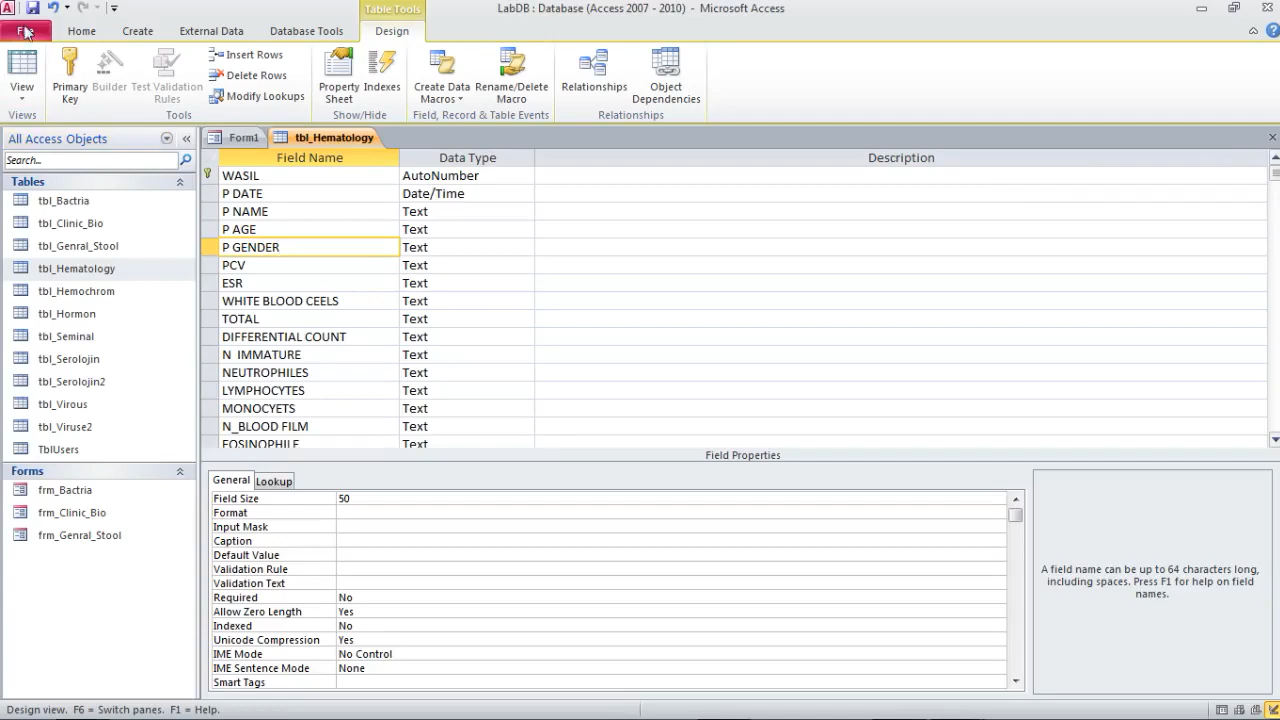 LabDB : Database (Access 2007 - 2010) - Microsoft Access
Table Tools
Home
Create
External Data
Database Tools
Design
View
Primary Key
Builder
Test Validation Rules
Insert Rows
Delete Rows
Modify Lookups
Property Sheet
Indexes
Create Data Macros
Rename/Delete Macro
Relationships
Object Dependencies
Views
Tools
Show/Hide
Field, Record & Table Events
Relationships
All Access Objects
Search...
Tables
tbl_Bactria
tbl_Clinic_Bio
tbl_Genral_Stool
tbl_Hematology
tbl_Hemochrom
tbl_Hormon
tbl_Seminal
tbl_Serolojin
tbl_Serolojin2
tbl_Virous
tbl_Viruse2
TblUsers
Forms
frm_Bactria
frm_Clinic_Bio
frm_Genral_Stool
Form1
tbl_Hematology
Field Name Data Type Description
WASIL AutoNumber
P DATE Date/Time
P NAME Text
P AGE Text
P GENDER Text
PCV Text
ESR Text
WHITE BLOOD CEELS Text
TOTAL Text
DIFFERENTIAL COUNT Text
N IMMATURE Text
NEUTROPHILES Text
LYMPHOCYTES Text
MONOCYETS Text
N_BLOOD FILM Text
EOSINOPHILE Text
Field Properties
General Lookup
Field Size 50
Format
Input Mask
Caption
Default Value
Validation Rule
Validation Text
Required No
Allow Zero Length Yes
Indexed No
Unicode Compression Yes
IME Mode No Control
IME Sentence Mode None
Smart Tags
A field name can be up to 64 characters long,
including spaces. Press F1 for help on field
names.
Design view. F6 = Switch panes. F1 = Help.